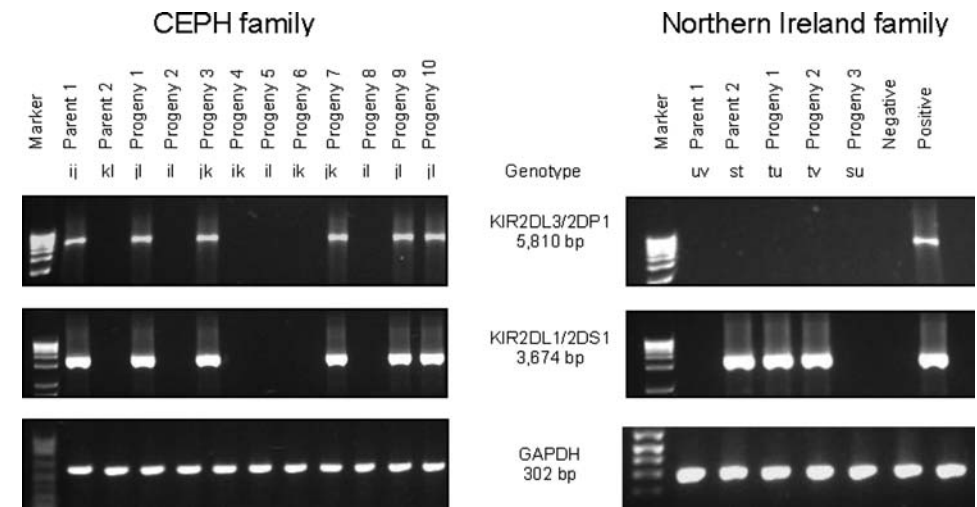 CEPH family
Northern Ireland family
Marker
Parent 1
Parent 2
Progeny 1
Progeny 2
Progeny 3
Progeny 4
Progeny 5
Progeny 6
Progeny 7
Progeny 8
Progeny 9
Progeny 10
Marker
Parent 1
Parent 2
Progeny 1
Progeny 2
Progeny 3
Negative
Positive
ij kl jl il jk ik il ik jk il jl jl Genotype uv st tu tv su
KIR2DL3/2DP1
5,810 bp
KIR2DL1/2DS1
3,674 bp
GAPDH
302 bp